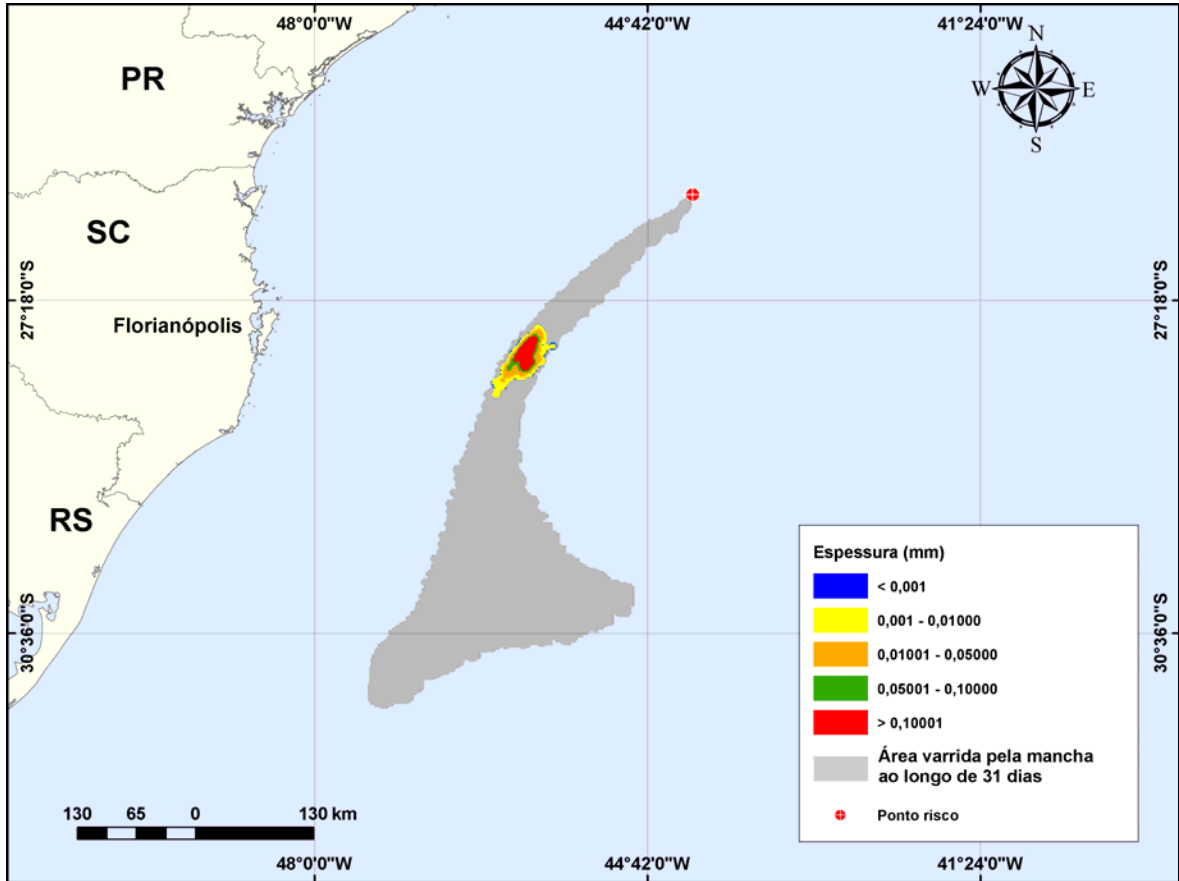 48°0'0"W
44°42'0"W
41°24'0"W
N
W
E
S
PR
SC
27°18'0"S
27°18'0"S
Florianópolis
RS
30°36'0"S
30°36'0"S
Espessura (mm)
< 0,001
0,001 - 0,01000
0,01001 - 0,05000
0,05001 - 0,10000
> 0,10001
Área varrida pela mancha
ao longo de 31 dias
Ponto risco
130 65 0 130 km
48°0'0"W
44°42'0"W
41°24'0"W